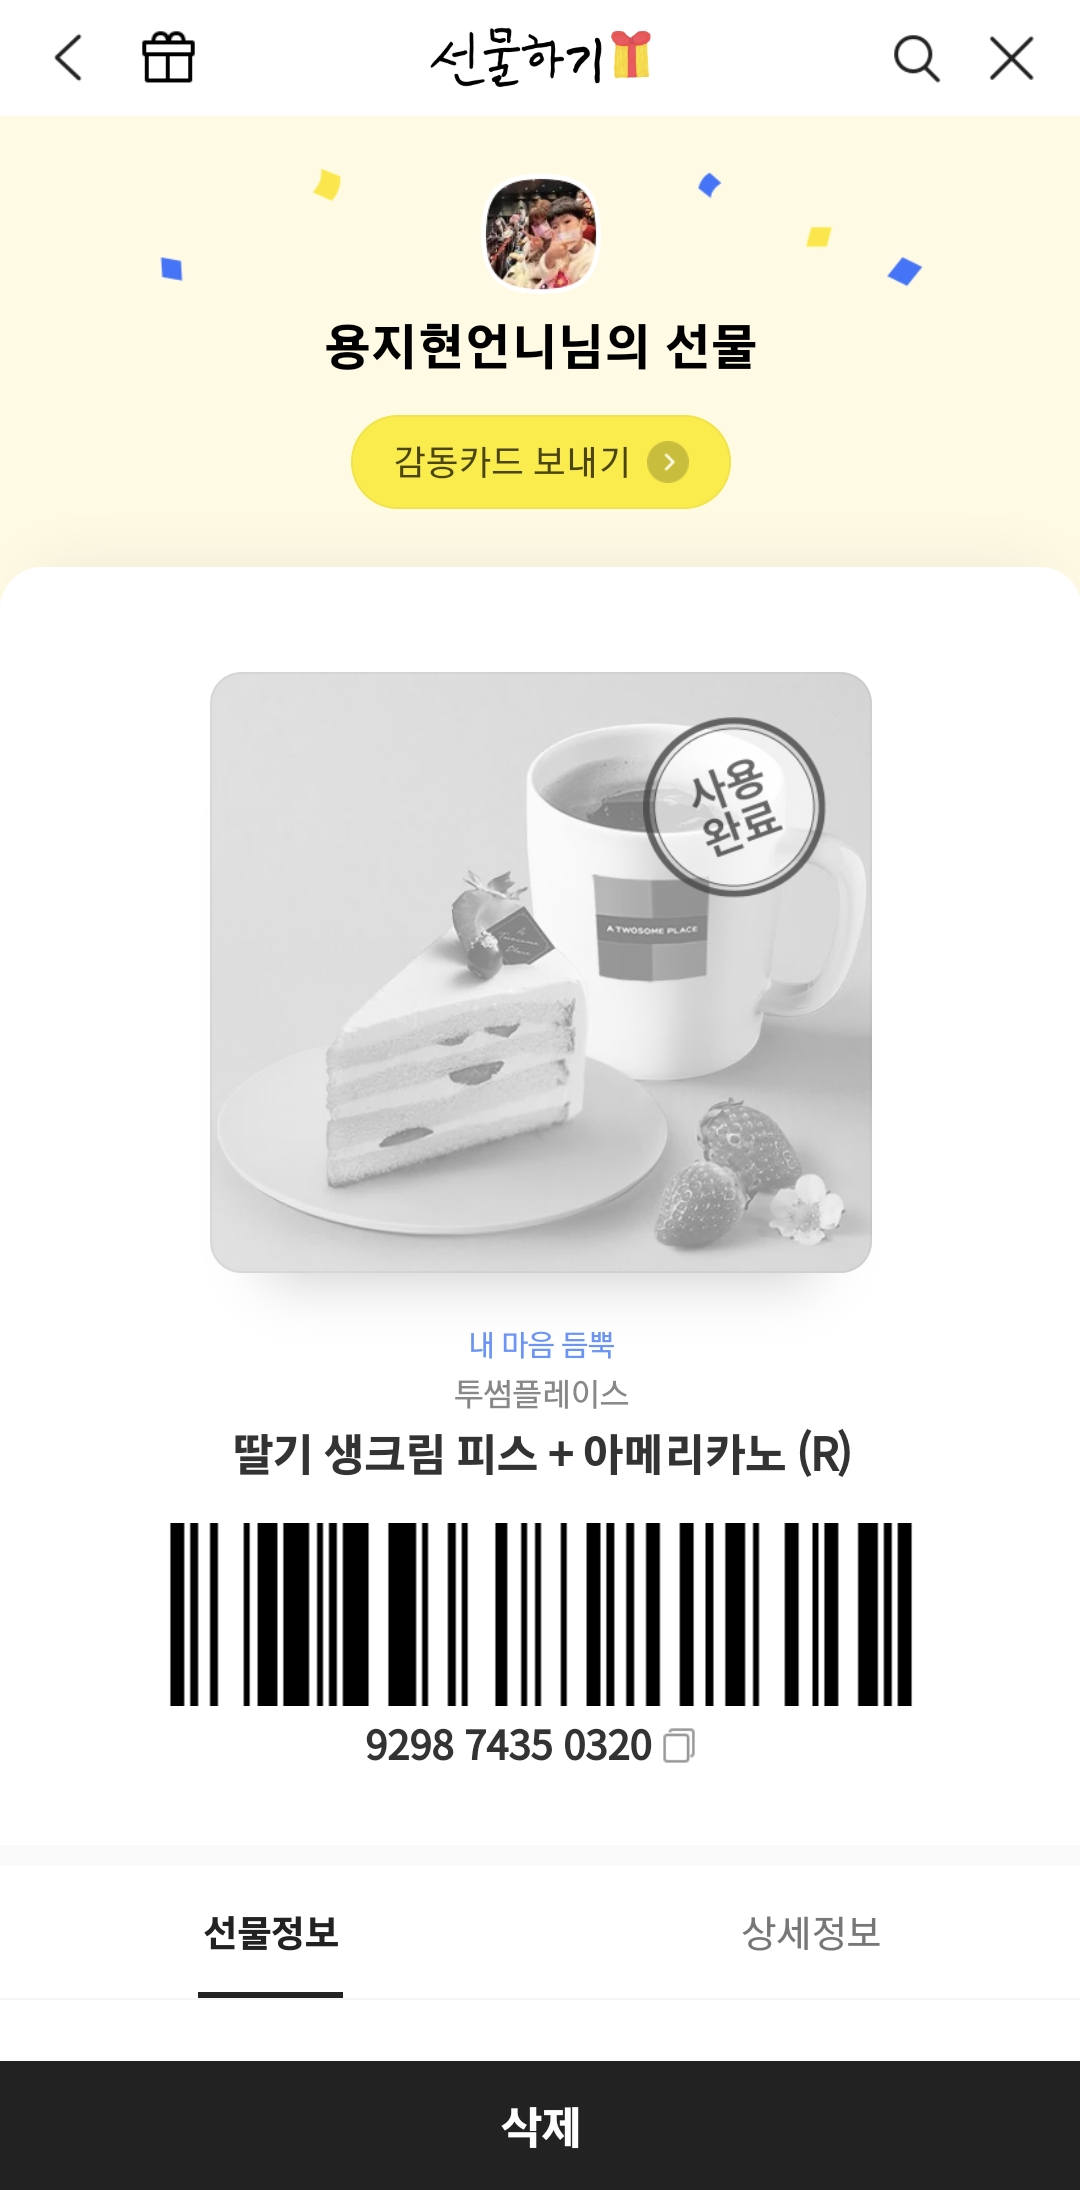 선물하기
용지현언니님의 선물
감동카드 보내기
사용
완료
A TWOSOME PLACE
A
Twosome
Place
내 마음 듬뿍
투썸플레이스
딸기 생크림 피스 + 아메리카노 (R)
9298 7435 0320
선물정보
상세정보
삭제